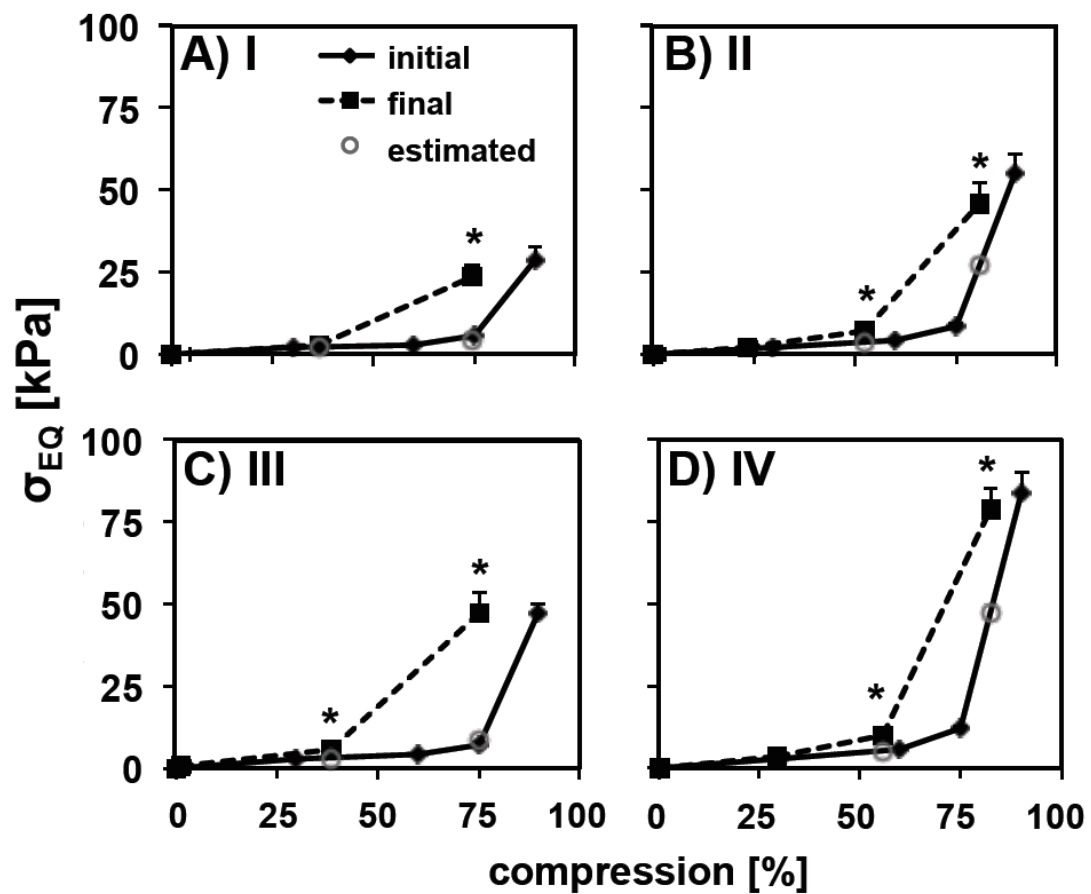 A) I
initial
final
estimated
*
100
75
50
25
0
B) II
*
*
σEQ [kPa]
C) III
*
*
100
75
50
25
0
D) IV
*
*
0 25 50 75 100
0 25 50 75 100
compression [%]